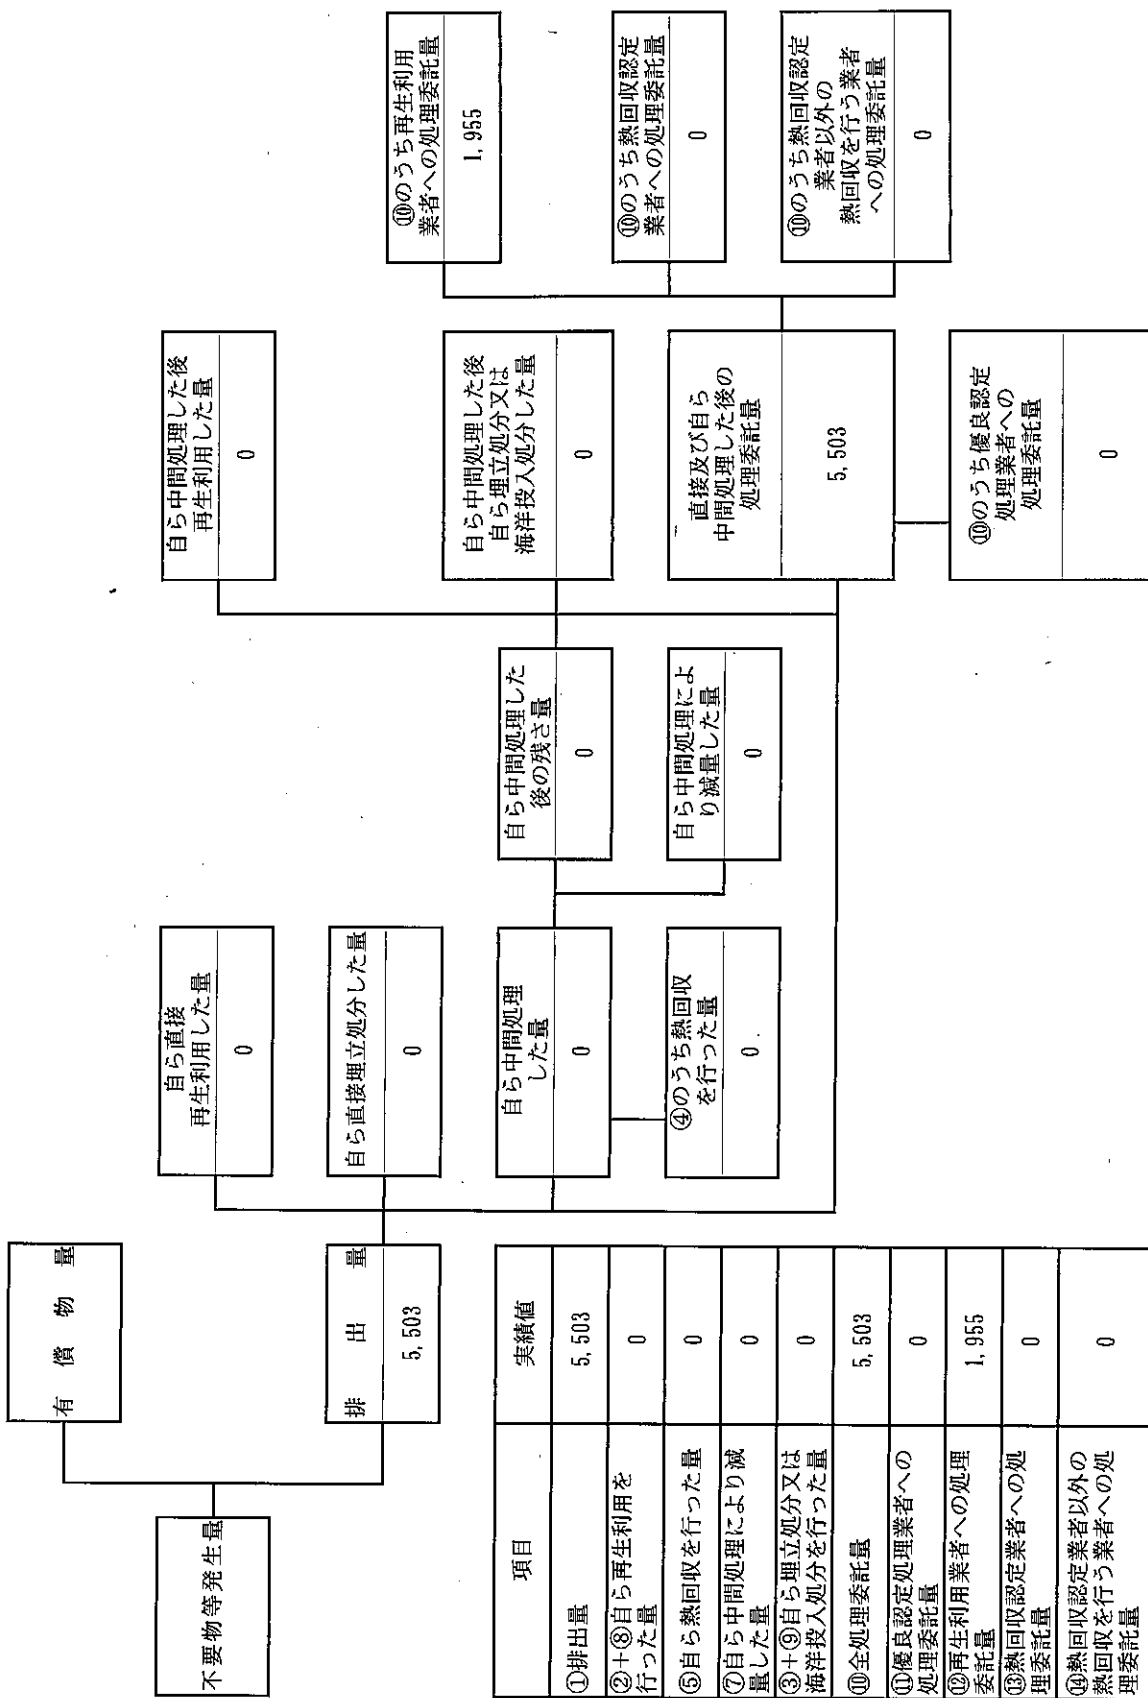 不要物等発生量
有償物量
排出量
5,503
自ら直接
再生利用した量
0
自ら直接埋立処分した量
0
自ら中間処理
した量
0
④のうち熱回収
を行った量
0
自ら中間処理した
後の残さ量
0
自ら中間処理によ
り減量した量
0
自ら中間処理した後
再生利用した量
0
自ら中間処理した後
自ら埋立処分又は
海洋投入処分した量
0
直接及び自ら
中間処理した後の
処理委託量
5,503
⑩のうち優良認定
処理業者への
処理委託量
0
⑩のうち再生利用
業者への処理委託量
1,955
⑩のうち熱回収認定
業者への処理委託量
0
⑩のうち熱回収認定
業者以外の
熱回収を行う業者
への処理委託量
0
項目 実績値
①排出量 5,503
②+⑧自ら再生利用を
行った量 0
⑤自ら熱回収を行った量 0
⑦自ら中間処理により減
量した量 0
③+⑨自ら埋立処分又は
海洋投入処分を行った量 0
⑩全処理委託量 5,503
⑪優良認定処理業者への
処理委託量 0
⑫再生利用業者への処理
委託量 1,955
⑬熱回収認定業者への処
理委託量 0
⑭熱回収認定業者以外の
熱回収を行う業者への処
理委託量 0